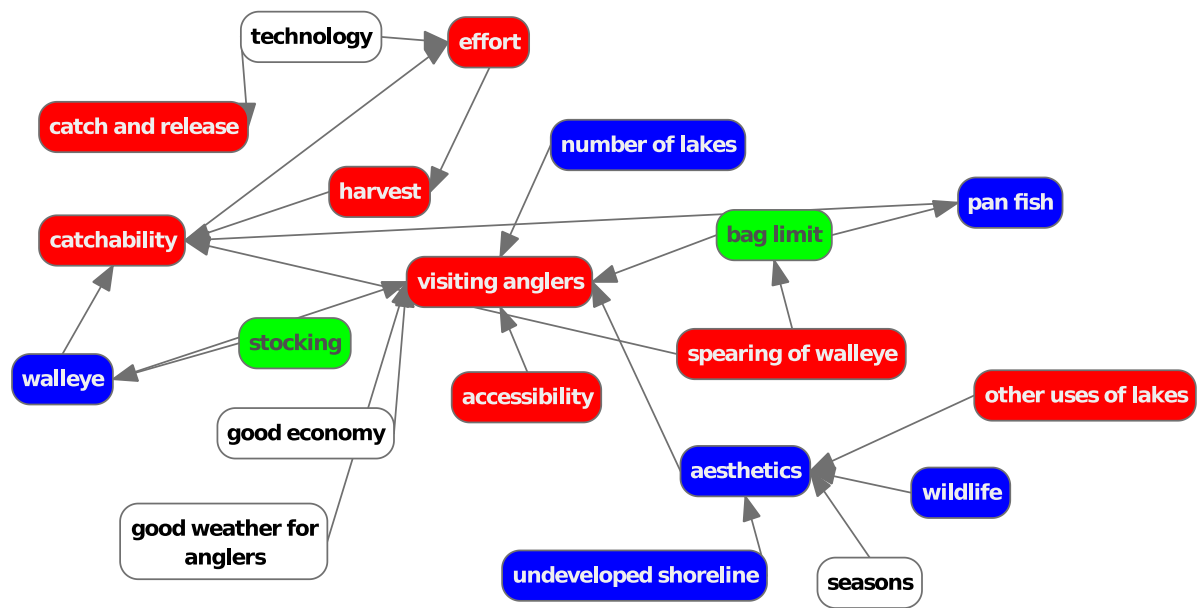 technology
effort
catch and release
number of lakes
harvest
pan fish
catchability
bag limit
visiting anglers
stocking
spearing of walleye
walleye
accessibility
other uses of lakes
good economy
aesthetics
wildlife
good weather for
anglers
undeveloped shoreline
seasons